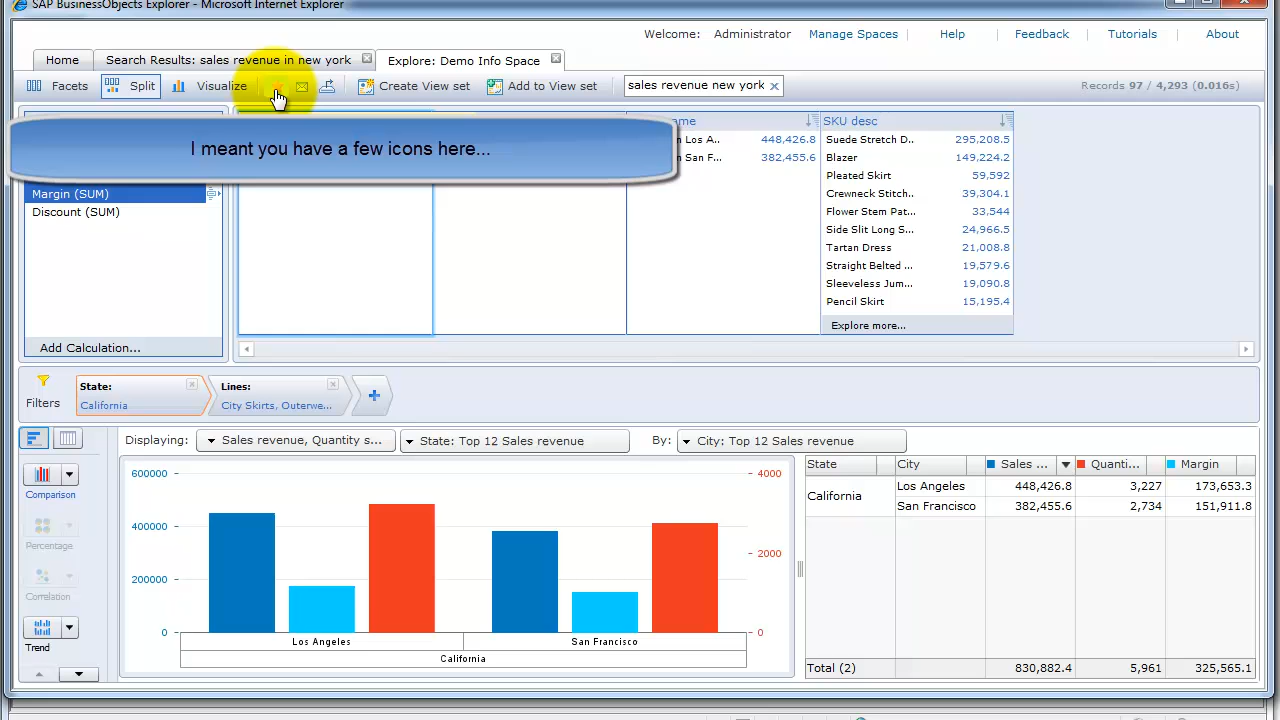 SAP BusinessObjects Explorer - Microsoft Internet Explorer
Welcome: Administrator Manage Spaces Help Feedback Tutorials About
Home Search Results: sales revenue in new york Explore: Demo Info Space
Facets Split Visualize Create View set Add to View set sales revenue new york Records 97 / 4,293 (0.016s)
I meant you have a few icons here...
ame SKU desc
n Los A.. 448,426.8 Suede Stretch D.. 295,208.5
n San F... 382,455.6 Blazer 149,224.2
Pleated Skirt 59,592
Margin (SUM) Crewneck Stitch.. 39,304.1
Discount (SUM) Flower Stem Pat... 33,544
Side Slit Long S... 24,966.5
Tartan Dress 21,008.8
Straight Belted ... 19,579.6
Sleeveless Jum... 19,090.8
Pencil Skirt 15,195.4
Explore more...
Add Calculation...
Filters
State:
California
Lines:
City Skirts, Outerwe...
Displaying: Sales revenue, Quantity s... State: Top 12 Sales revenue By: City: Top 12 Sales revenue
Comparison
Percentage
Correlation
Trend
600000
400000
200000
0
4000
2000
0
Los Angeles San Francisco
California
State City Sales ... Quanti... Margin
California Los Angeles 448,426.8 3,227 173,653.3
San Francisco 382,455.6 2,734 151,911.8
Total (2) 830,882.4 5,961 325,565.1